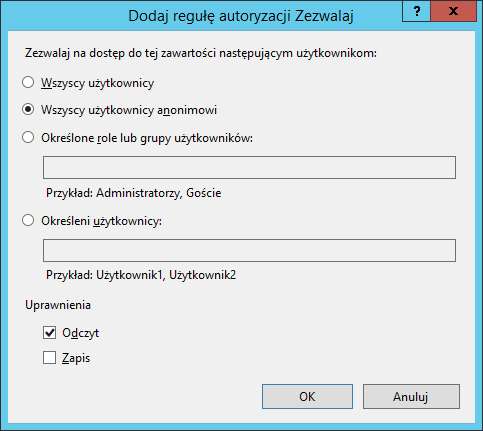 Dodaj regułę autoryzacji Zezwalaj
? x
Zezwalaj na dostęp do tej zawartości następującym użytkownikom:
Wszyscy użytkownicy
Wszyscy użytkownicy anonimowi
Określone role lub grupy użytkowników:
Przykład: Administratorzy, Goście
Określeni użytkownicy:
Przykład: Użytkownik1, Użytkownik2
Uprawnienia
Odczyt
Zapis
OK Anuluj